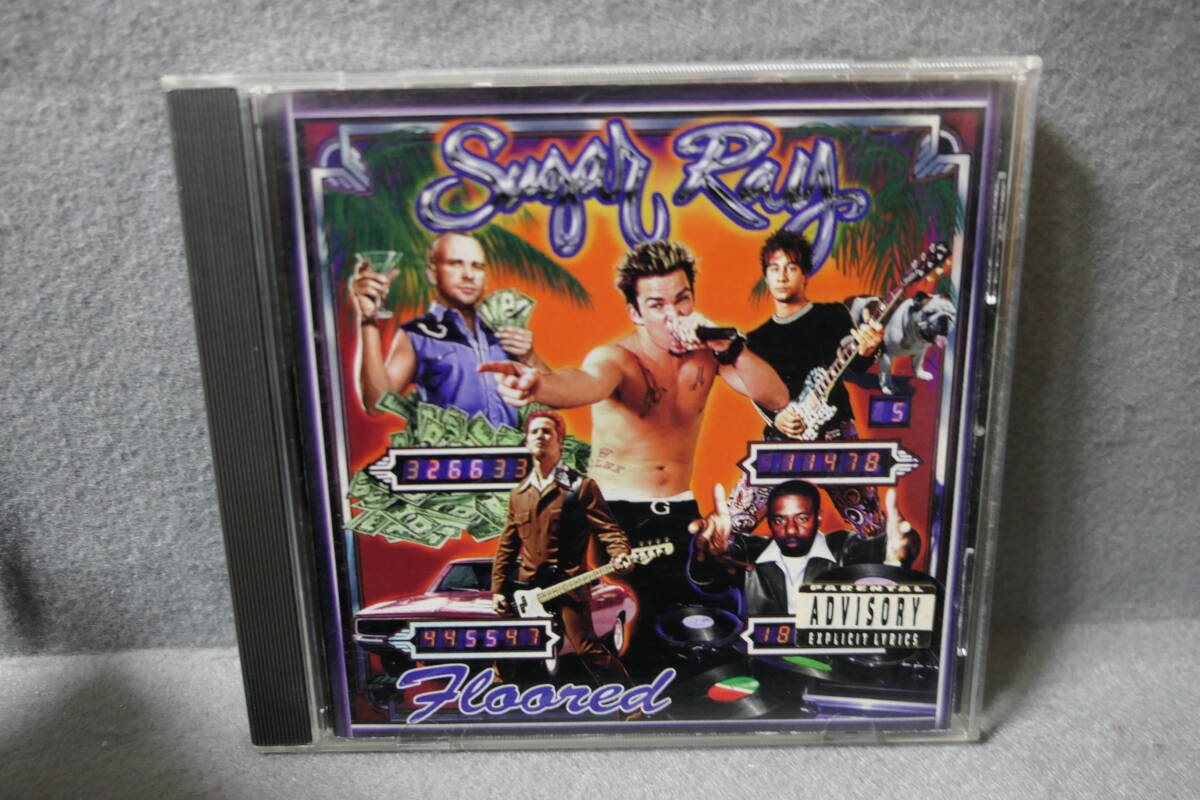 Sugar Ray
5
326633
11478
G
PARENTAL
ADVISORY
EXPLICIT LYRICS
445547
18
Floored